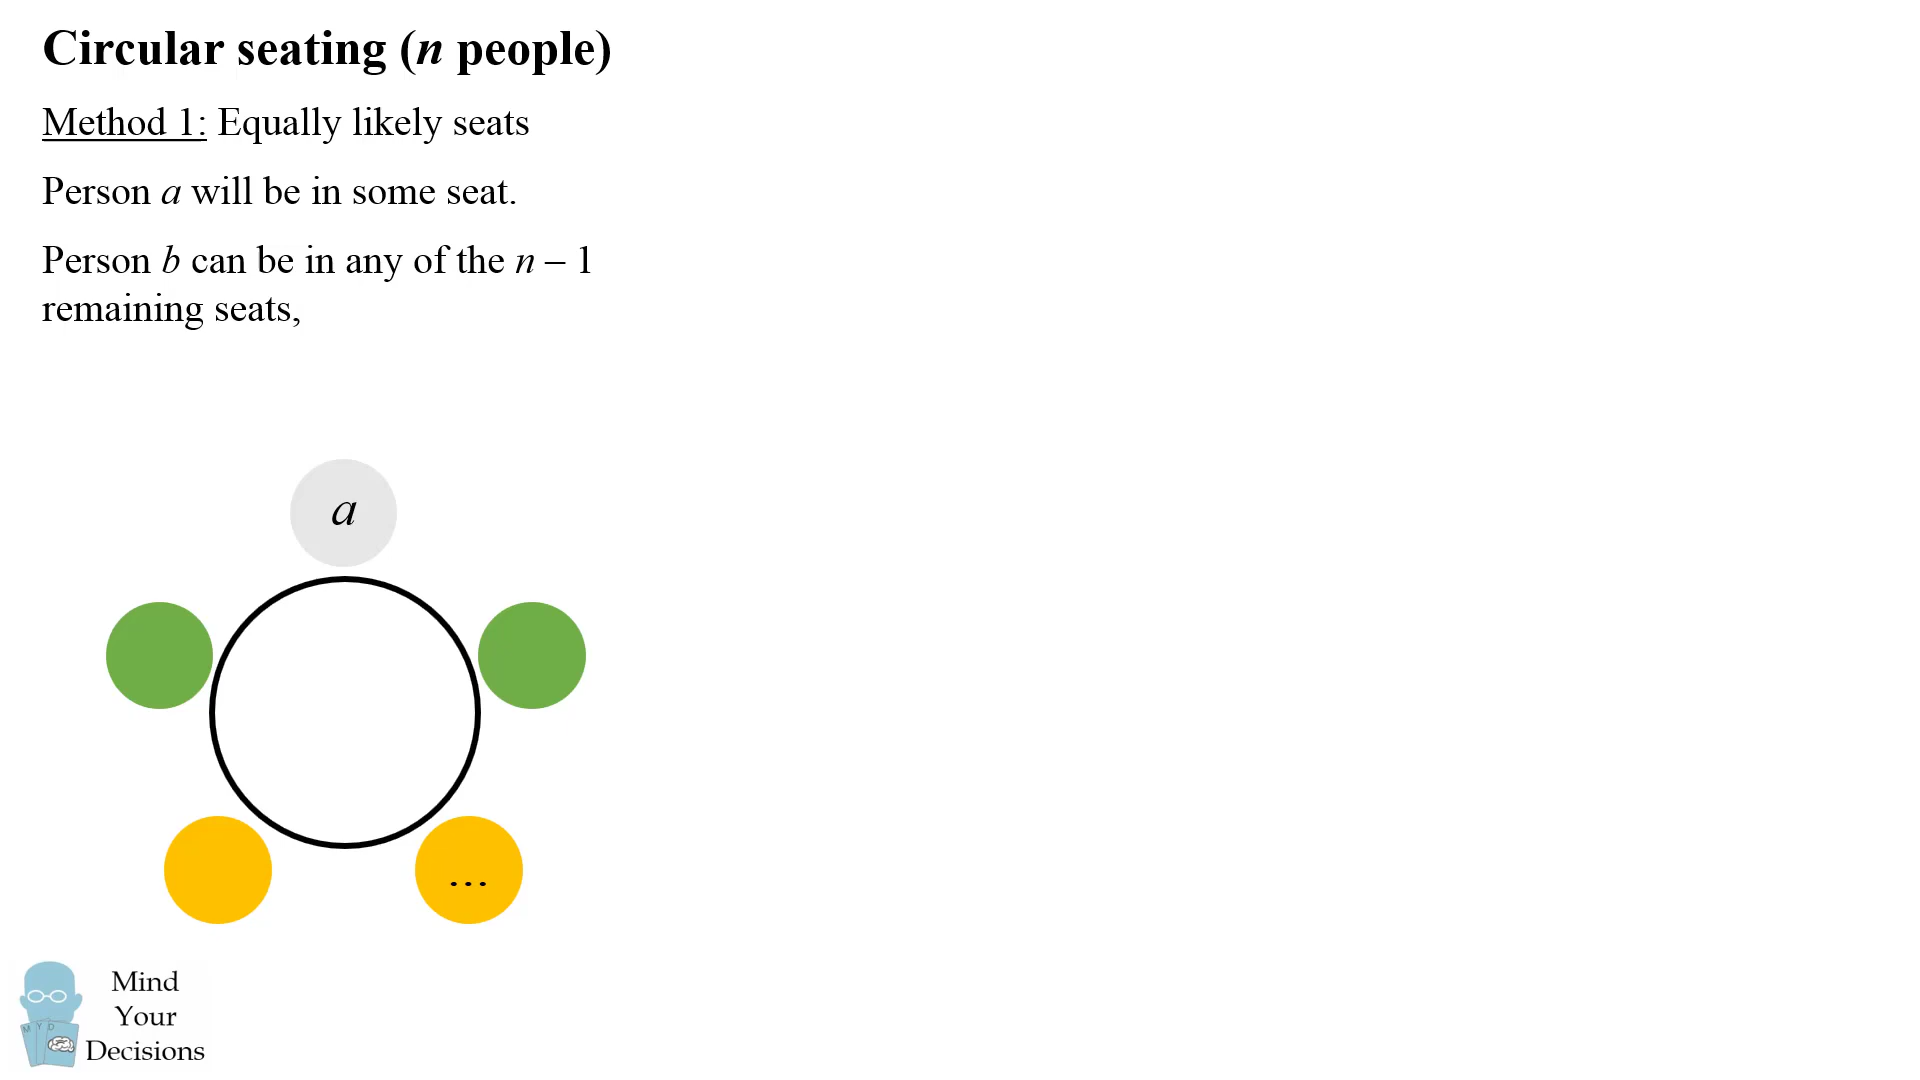 Circular seating (n people)
Method 1: Equally likely seats
Person a will be in some seat.
Person b can be in any of the n – 1
remaining seats,
a
...
Mind
Your
Decisions
M Y D